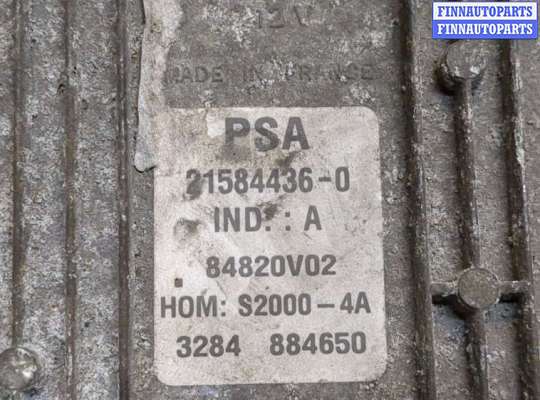 FINNAUTOPARTS
FINNAUTOPARTS
12V
MADE IN FRANCE
PSA
21584436-0
IND. : A
84820V02
HOM: S2000-4A
3284 884650